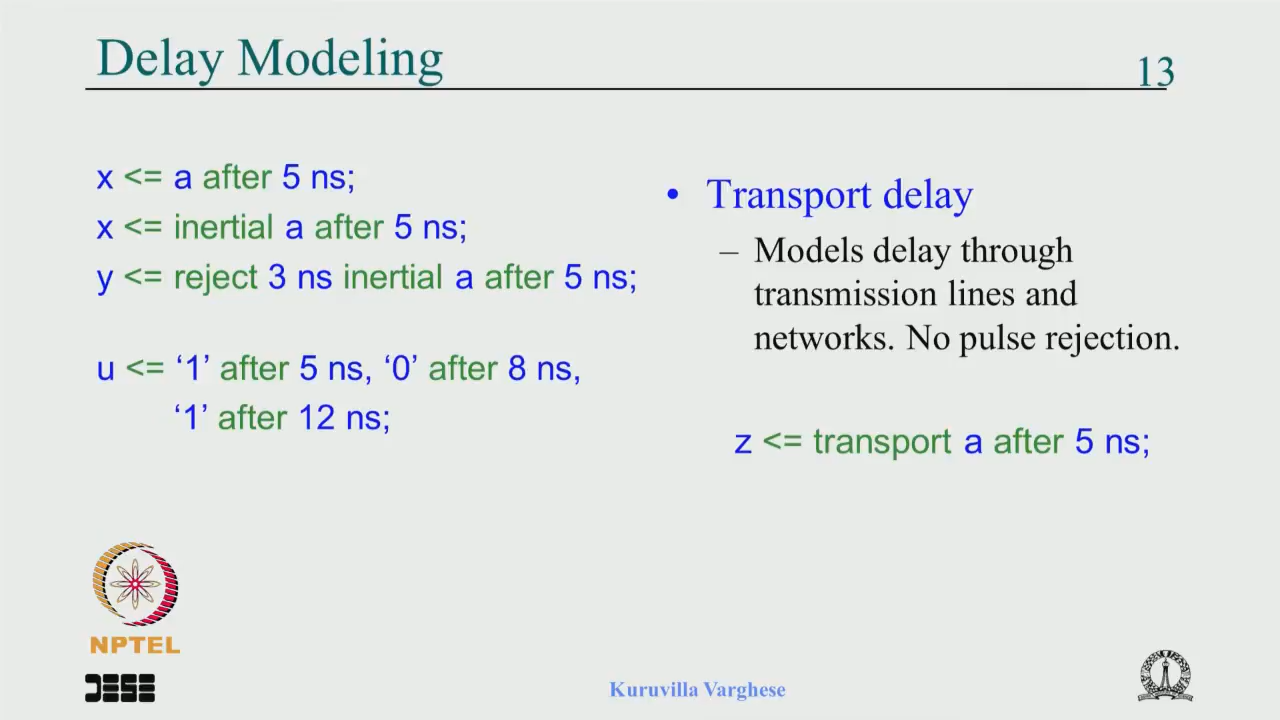 Delay Modeling
13
x <= a after 5 ns;
x <= inertial a after 5 ns;
y <= reject 3 ns inertial a after 5 ns;
u <= ‘1’ after 5 ns, ‘0’ after 8 ns,
‘1’ after 12 ns;
• Transport delay
– Models delay through
transmission lines and
networks. No pulse rejection.
z <= transport a after 5 ns;
NPTEL
DESE
Kuruvilla Varghese